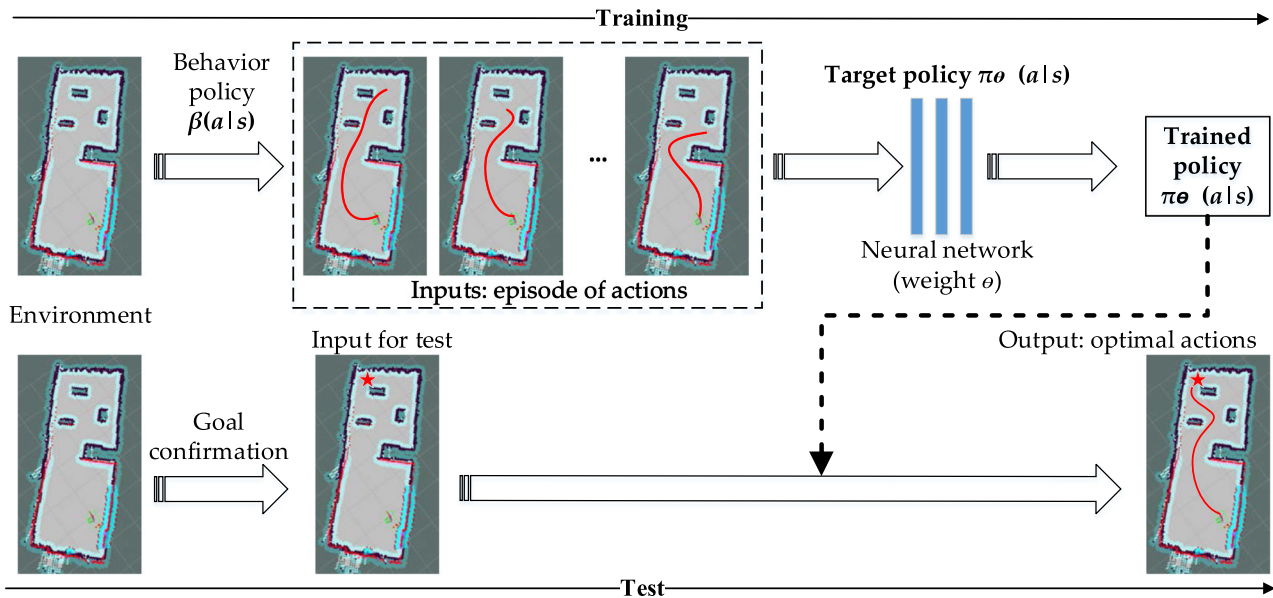 Training
Behavior
policy
β(a|s)
...
Inputs: episode of actions
Target policy πθ (a|s)
Neural network
(weight θ)
Trained
policy
πθ (a|s)
Environment
Input for test
Output: optimal actions
Goal
confirmation
Test